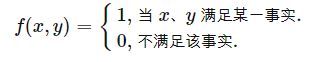 f(x,y) = { 1, 当 x、y 满足某一事实.
0, 不满足该事实.